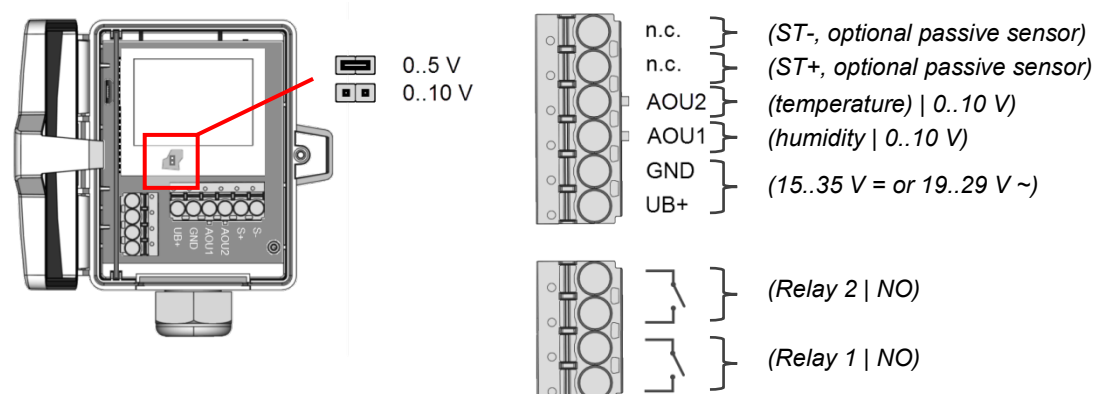 0..5 V
0..10 V
UB+
GND
AOU1
AOU2
S+
S-
n.c. (ST-, optional passive sensor)
n.c. (ST+, optional passive sensor)
AOU2 (temperature) | 0..10 V)
AOU1 (humidity | 0..10 V)
GND
(15..35 V = or 19..29 V ~)
UB+
(Relay 2 | NO)
(Relay 1 | NO)